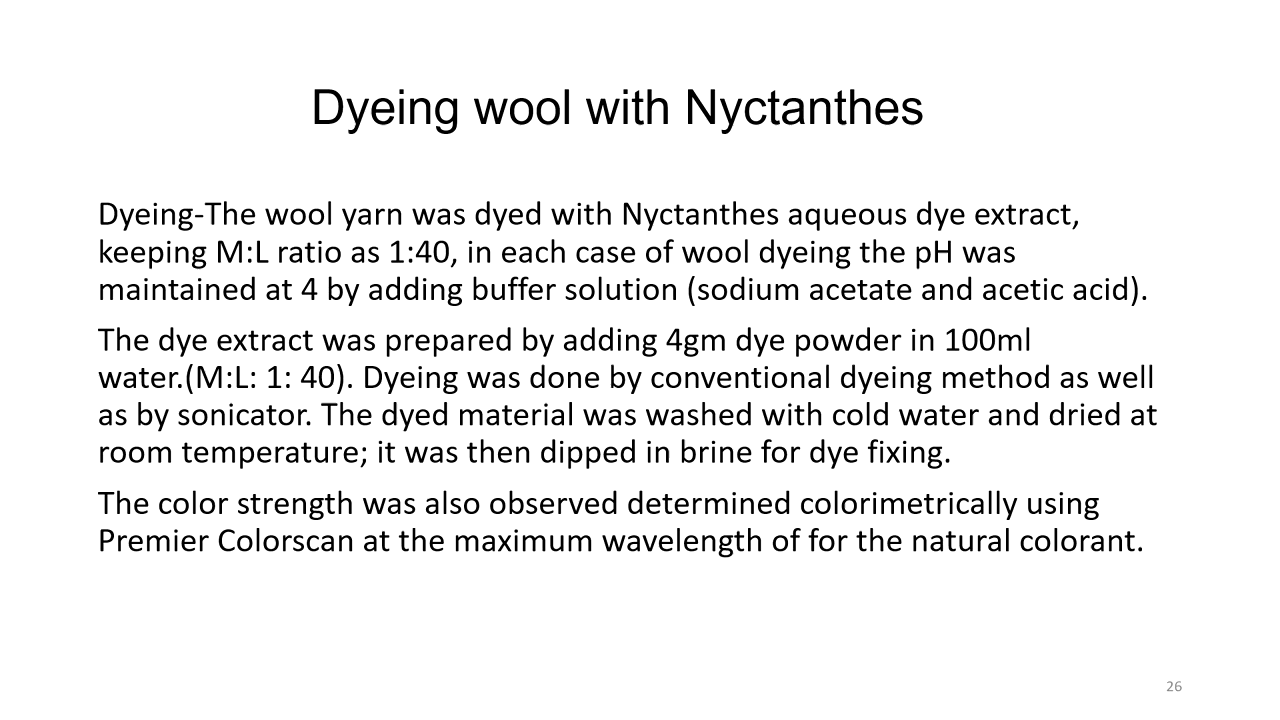 Dyeing wool with Nyctanthes
Dyeing-The wool yarn was dyed with Nyctanthes aqueous dye extract,
keeping M:L ratio as 1:40, in each case of wool dyeing the pH was
maintained at 4 by adding buffer solution (sodium acetate and acetic acid).
The dye extract was prepared by adding 4gm dye powder in 100ml
water.(M:L: 1: 40). Dyeing was done by conventional dyeing method as well
as by sonicator. The dyed material was washed with cold water and dried at
room temperature; it was then dipped in brine for dye fixing.
The color strength was also observed determined colorimetrically using
Premier Colorscan at the maximum wavelength of for the natural colorant.
26